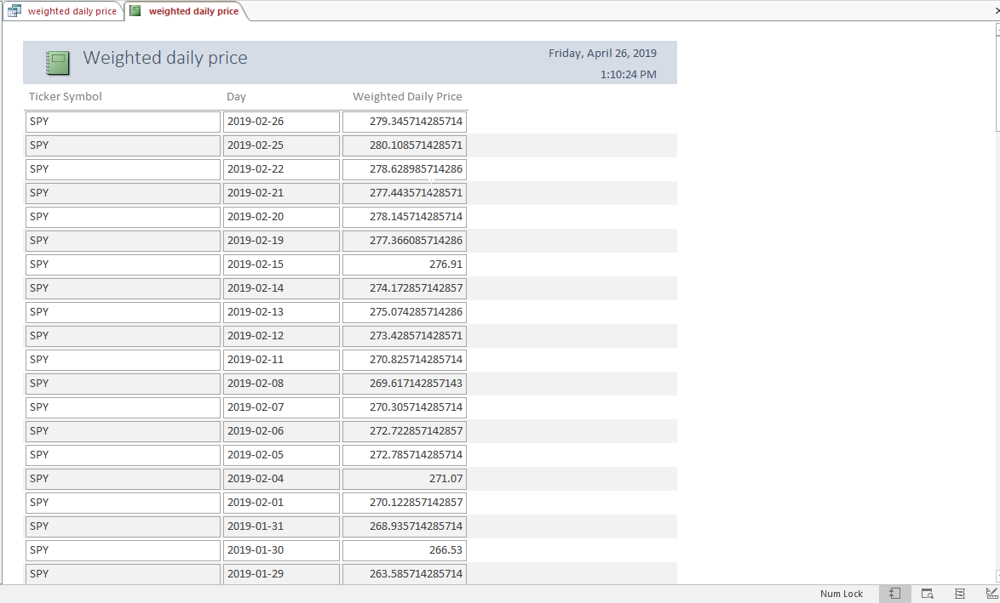 weighted daily price weighted daily price
Weighted daily price Friday, April 26, 2019
1:10:24 PM
Ticker Symbol Day Weighted Daily Price
SPY 2019-02-26 279.345714285714
SPY 2019-02-25 280.108571428571
SPY 2019-02-22 278.628985714286
SPY 2019-02-21 277.443571428571
SPY 2019-02-20 278.145714285714
SPY 2019-02-19 277.366085714286
SPY 2019-02-15 276.91
SPY 2019-02-14 274.172857142857
SPY 2019-02-13 275.074285714286
SPY 2019-02-12 273.428571428571
SPY 2019-02-11 270.825714285714
SPY 2019-02-08 269.617142857143
SPY 2019-02-07 270.305714285714
SPY 2019-02-06 272.722857142857
SPY 2019-02-05 272.785714285714
SPY 2019-02-04 271.07
SPY 2019-02-01 270.122857142857
SPY 2019-01-31 268.935714285714
SPY 2019-01-30 266.53
SPY 2019-01-29 263.585714285714
Num Lock